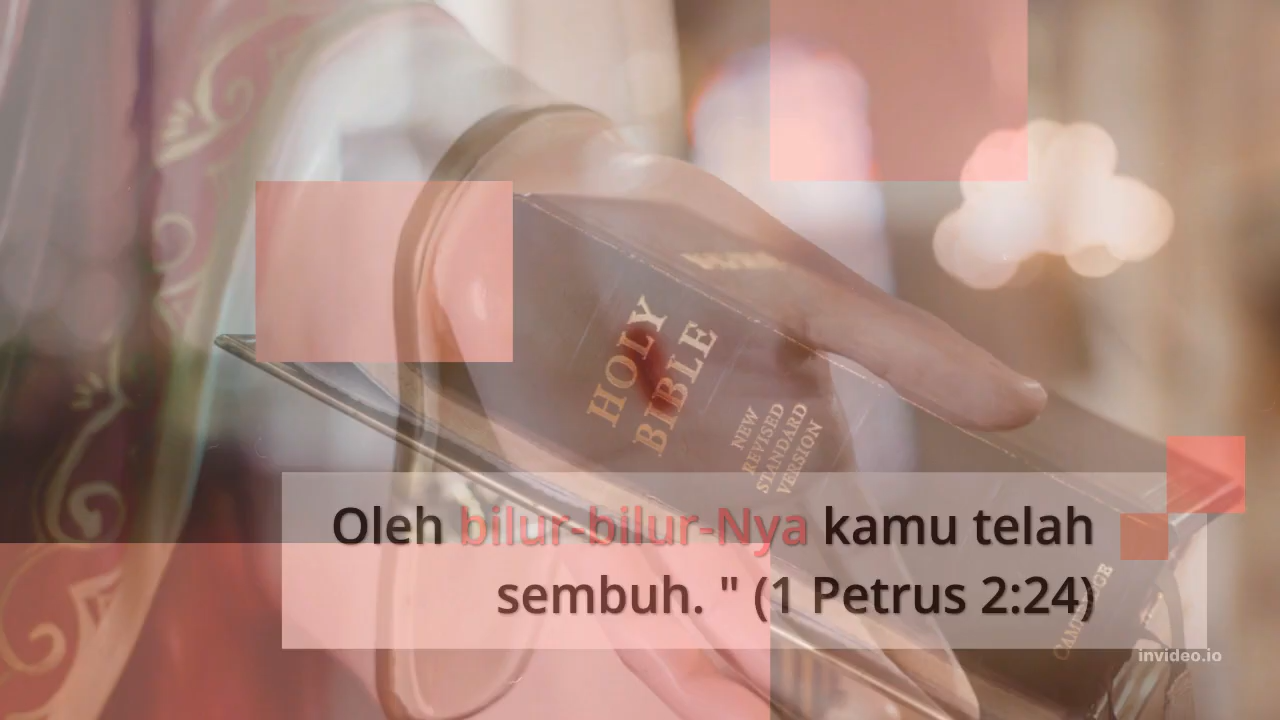 HOLY
BIBLE
NEW
REVISED
STANDARD
VERSION
Oleh bilur-bilur-Nya kamu telah
sembuh. " (1 Petrus 2:24)
CAMBRIDGE
invideo.io